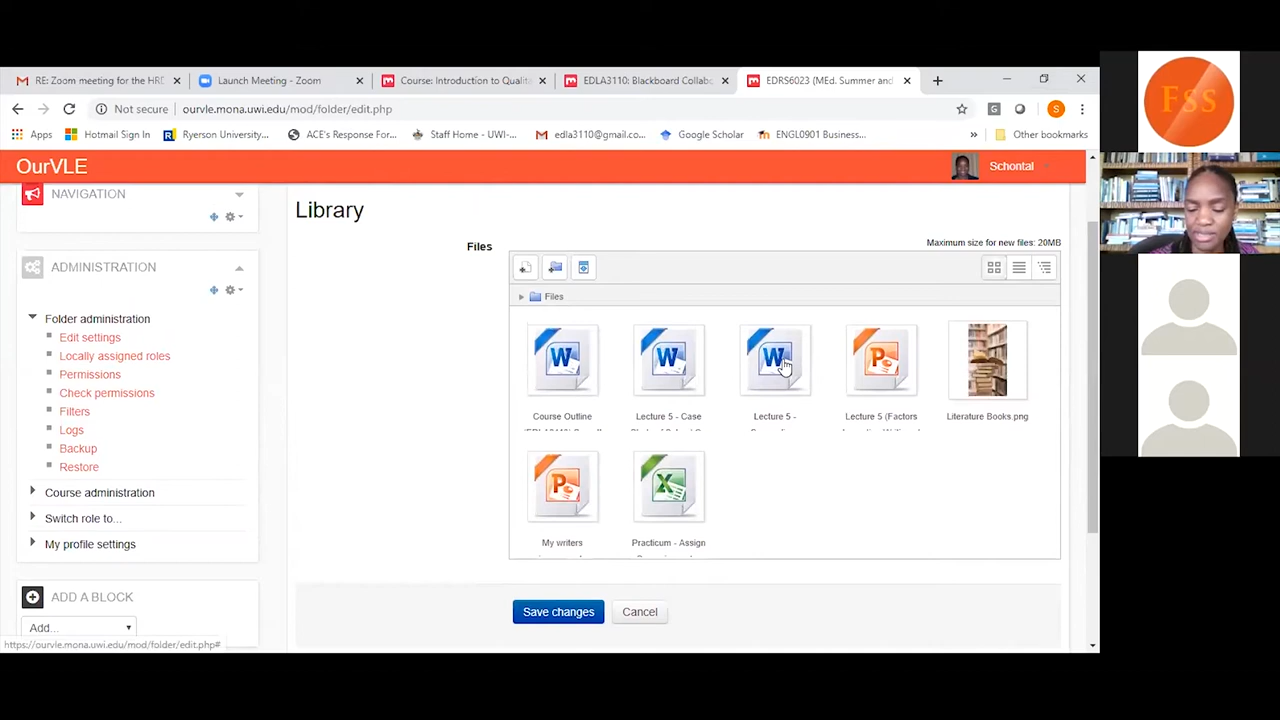 RE: Zoom meeting for the HRD
Launch Meeting - Zoom
Course: Introduction to Qualit
EDLA3110: Blackboard Collabo
EDRS6023 (MEd. Summer and
Not secure | ourvle.mona.uwi.edu/mod/folder/edit.php
G
S
Apps
Hotmail Sign In
Ryerson University...
ACE's Response For...
Staff Home - UWI-...
edla3110@gmail.co...
Google Scholar
ENGL0901 Business...
»
Other bookmarks
OurVLE
Schontal
FSS
NAVIGATION
ADMINISTRATION
Folder administration
Edit settings
Locally assigned roles
Permissions
Check permissions
Filters
Logs
Backup
Restore
Course administration
Switch role to...
My profile settings
ADD A BLOCK
Add...
https://ourvle.mona.uwi.edu/mod/folder/edit.php#
Library
Files
Maximum size for new files: 20MB
Files
Course Outline
Lecture 5 - Case
Lecture 5 -
Lecture 5 (Factors
Literature Books.png
My writers
Practicum - Assign
Save changes
Cancel